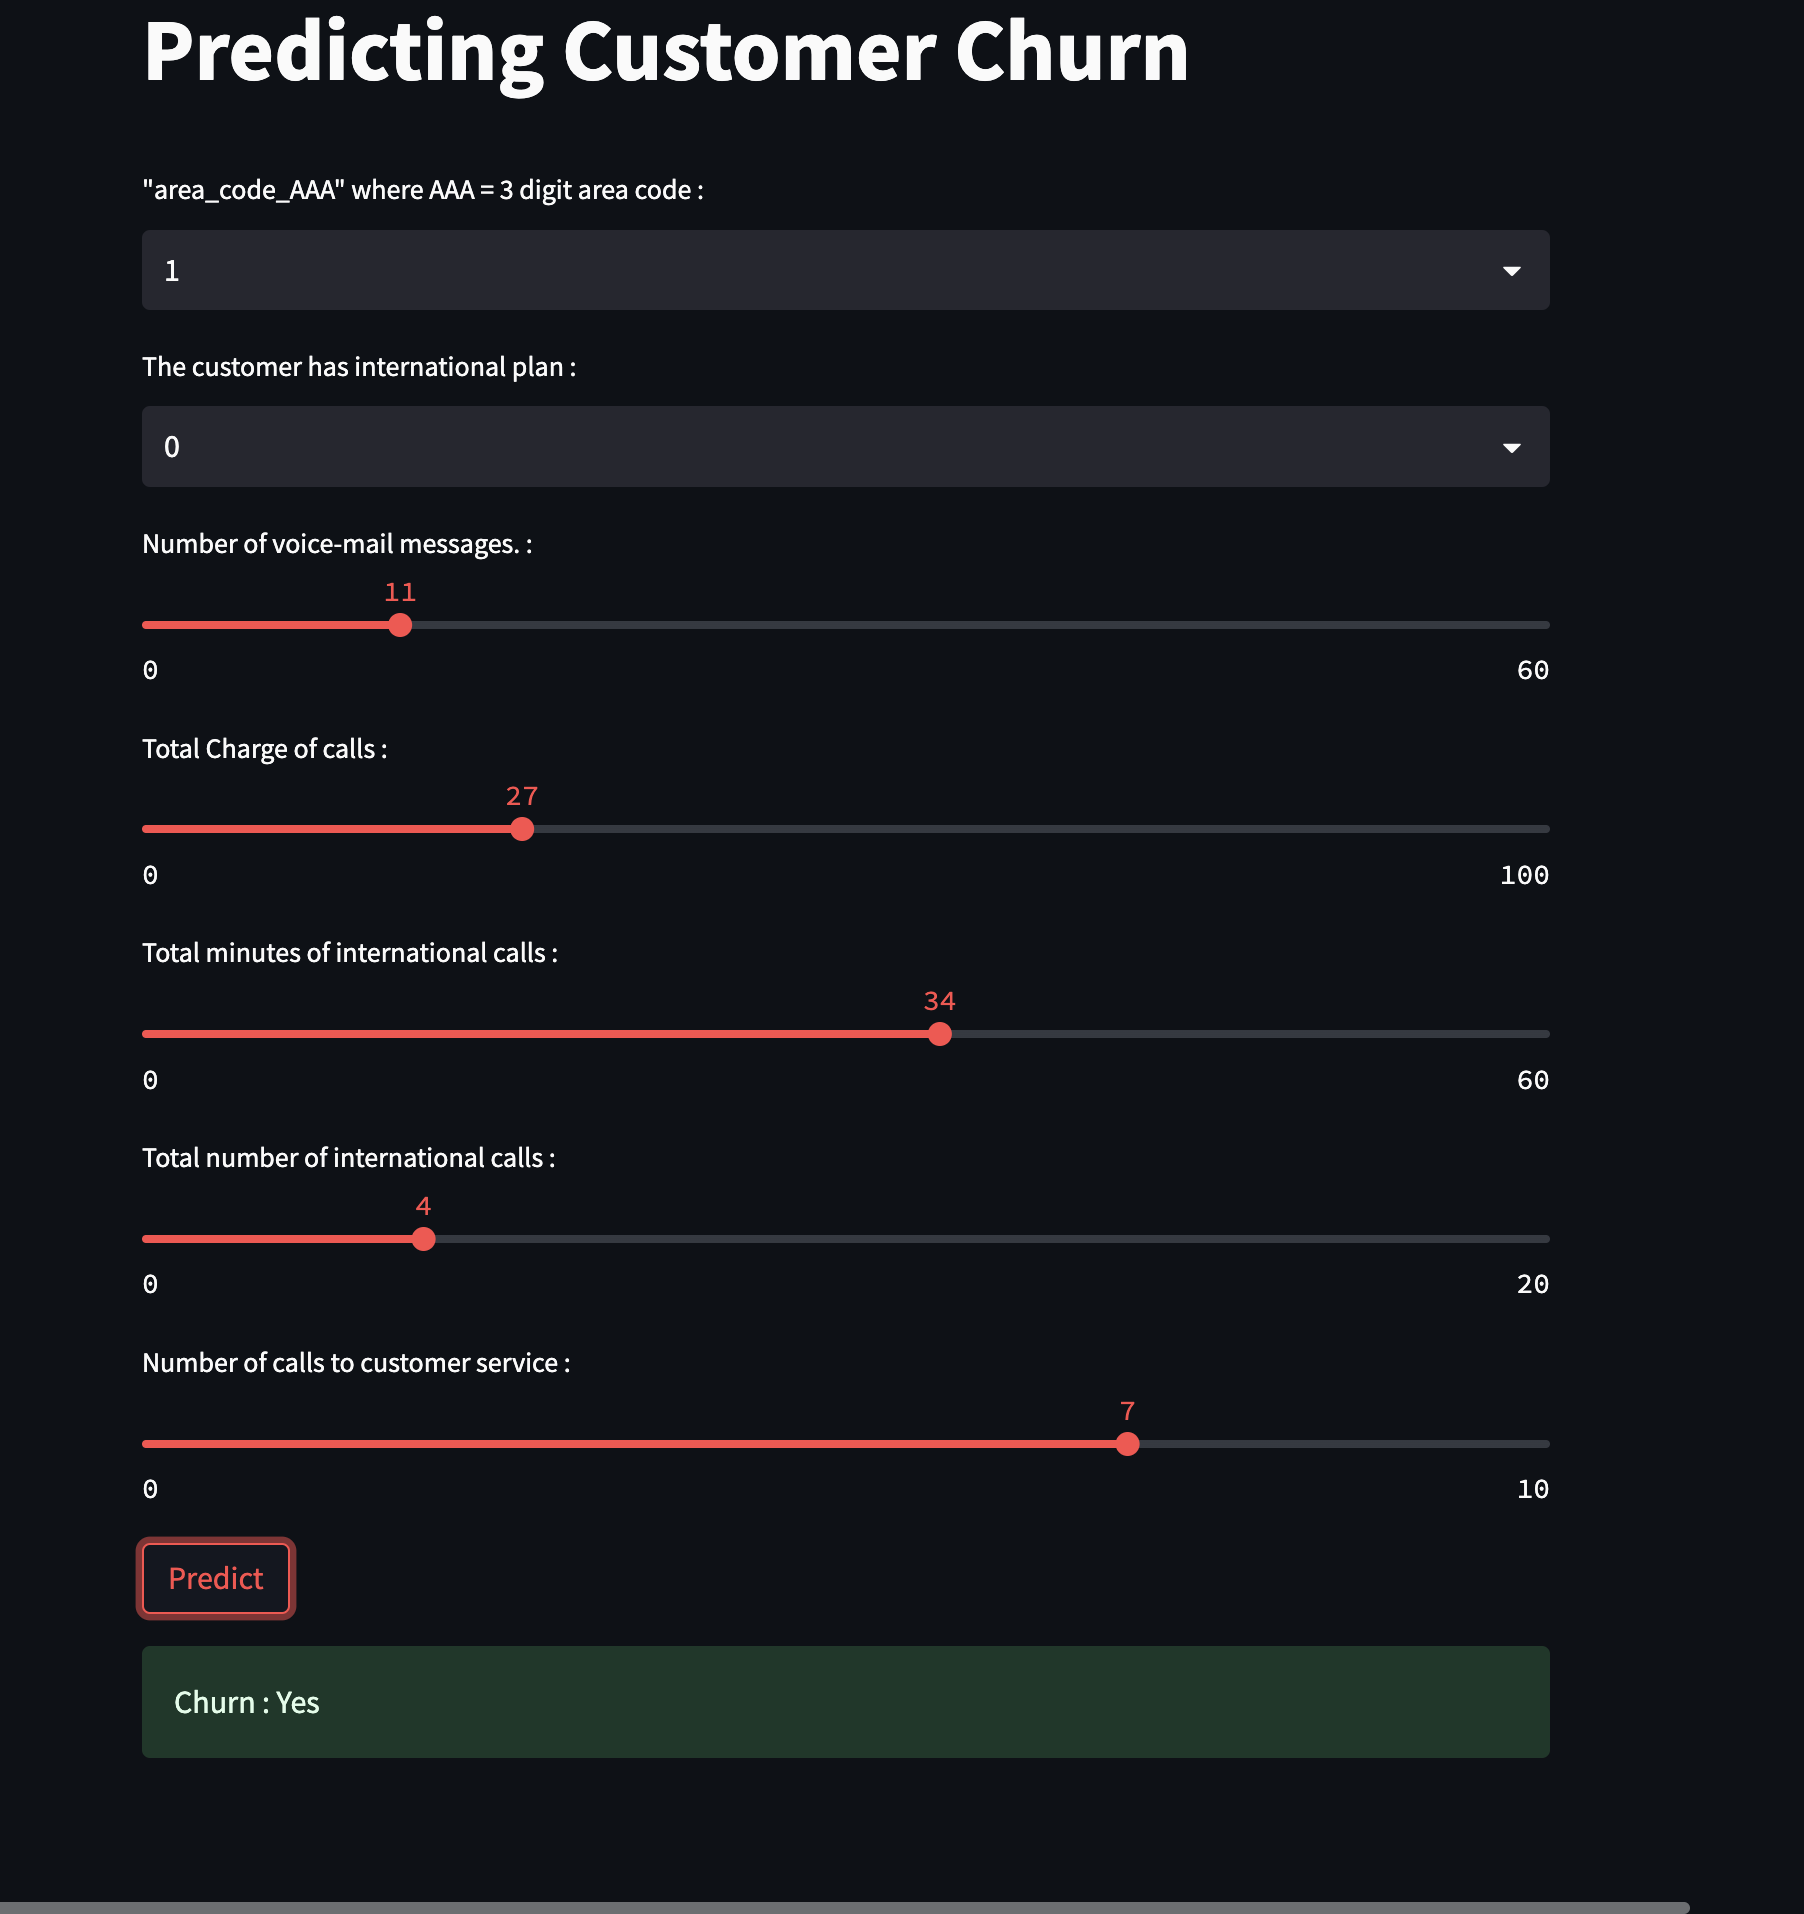 Predicting Customer Churn
"area_code_AAA" where AAA = 3 digit area code :
1
The customer has international plan :
0
Number of voice-mail messages. :
11
0 60
Total Charge of calls :
27
0 100
Total minutes of international calls :
34
0 60
Total number of international calls :
4
0 20
Number of calls to customer service :
7
0 10
Predict
Churn : Yes